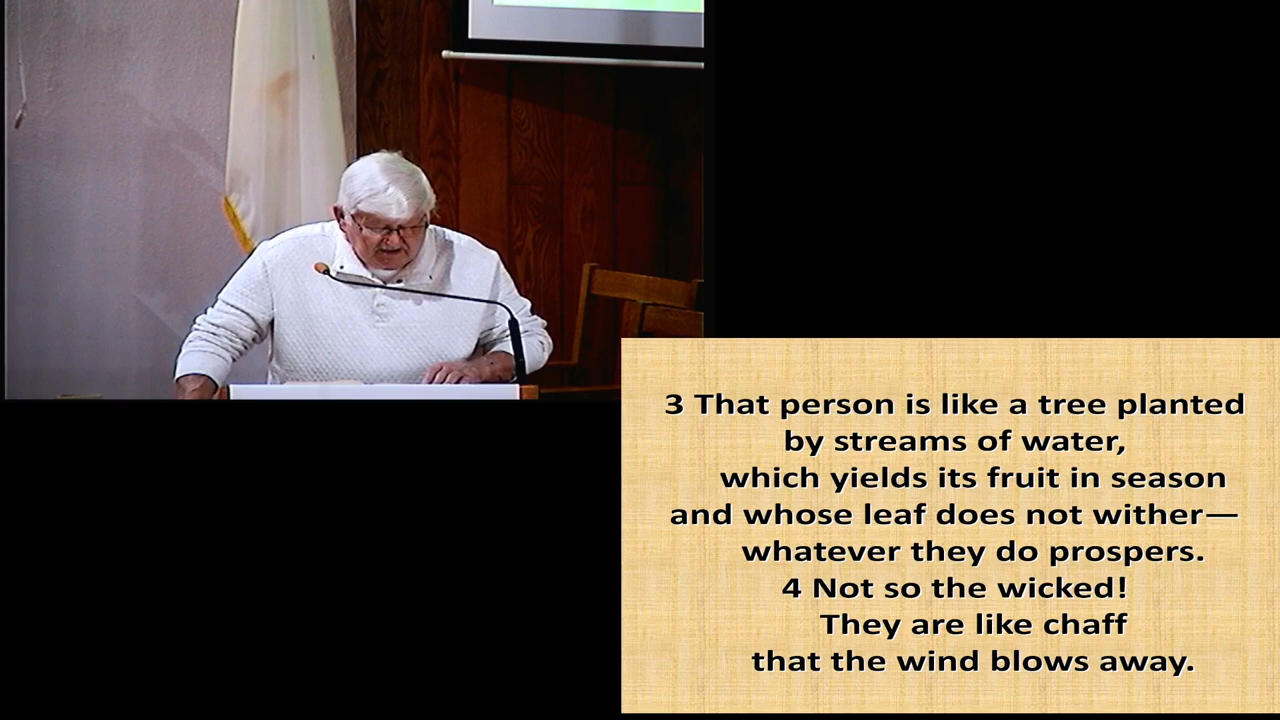 3 That person is like a tree planted
by streams of water,
which yields its fruit in season
and whose leaf does not wither—
whatever they do prospers.
4 Not so the wicked!
They are like chaff
that the wind blows away.